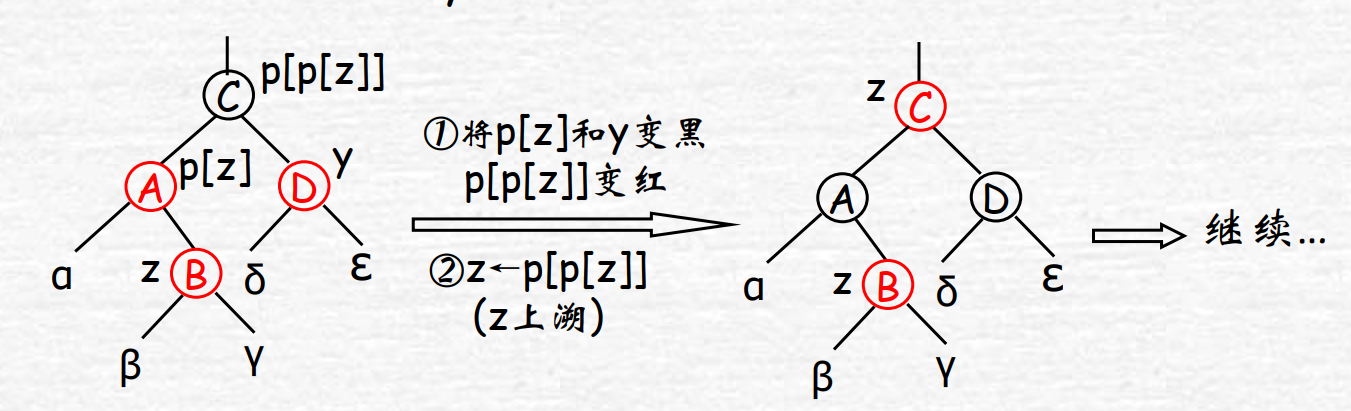 C p[p[z]]
A p[z] D y
α z B δ ε
β γ
①将p[z]和y变黑
p[p[z]]变红
②z←p[p[z]]
(z上溯)
z C
A D
α z B δ ε
β γ
继续...